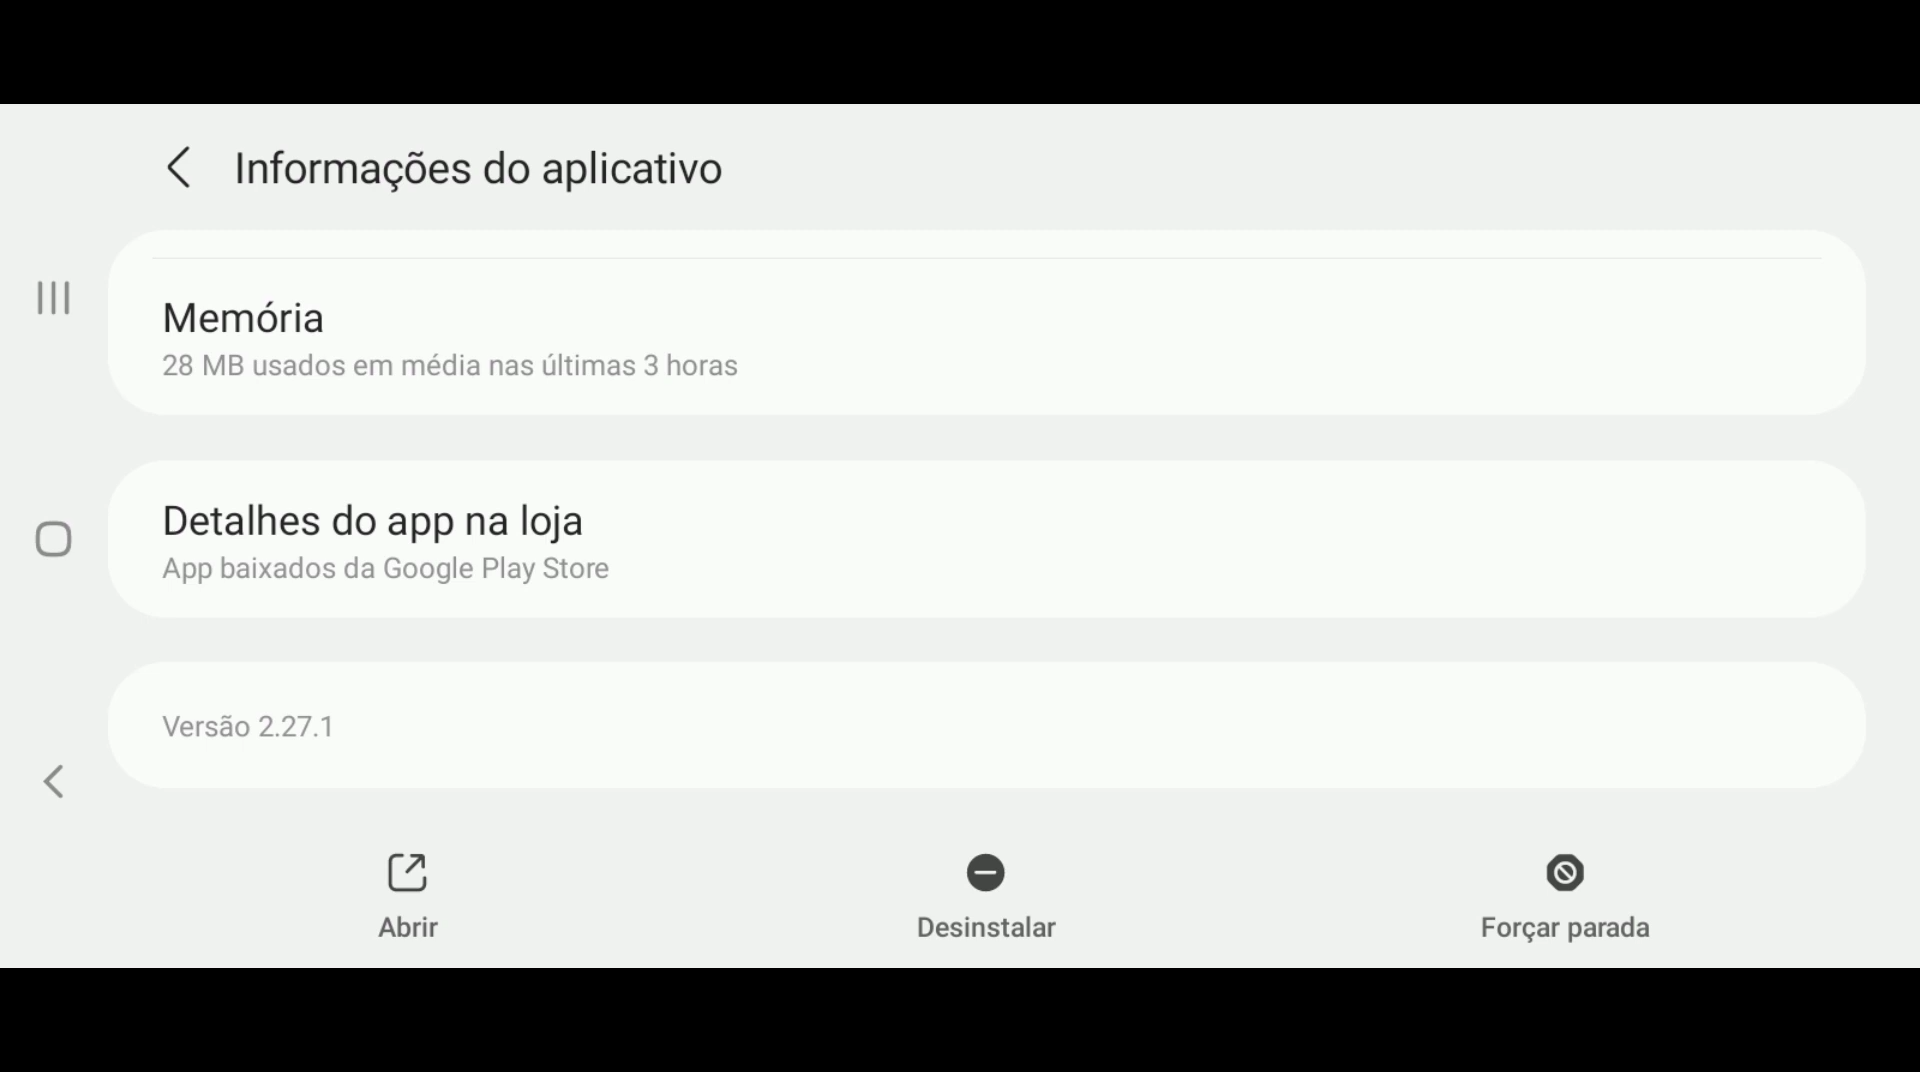 Informações do aplicativo
Memória
28 MB usados em média nas últimas 3 horas
Detalhes do app na loja
App baixados da Google Play Store
Versão 2.27.1
Abrir
Desinstalar
Forçar parada